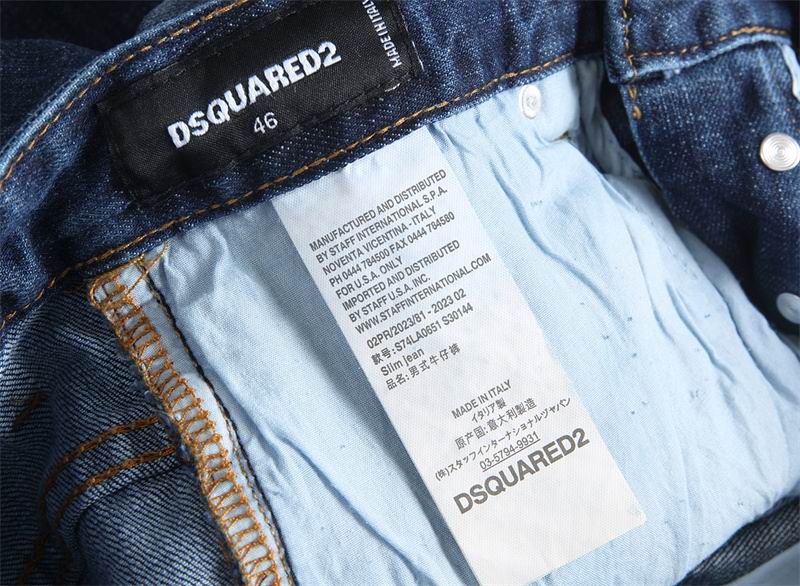 DSQUARED2
46
MADE IN ITALY
MANUFACTURED AND DISTRIBUTED
BY STAFF INTERNATIONAL S.P.A.
NOVENTA VICENTINA - ITALY
PH.0444 784500 FAX.0444 784580
FOR U.S.A. ONLY
IMPORTED AND DISTRIBUTED
BY STAFF U.S.A. INC.
WWW.STAFFINTERNATIONAL.COM
02PR/2023/81 - 2023 02
款号: S74LA0651 S30144
Slim jean
品名: 男式牛仔裤
MADE IN ITALY
イタリア製
原产国: 意大利製造
(株)スタッフインターナショナルヅャパン
03-5794-9931
DSQUARED2